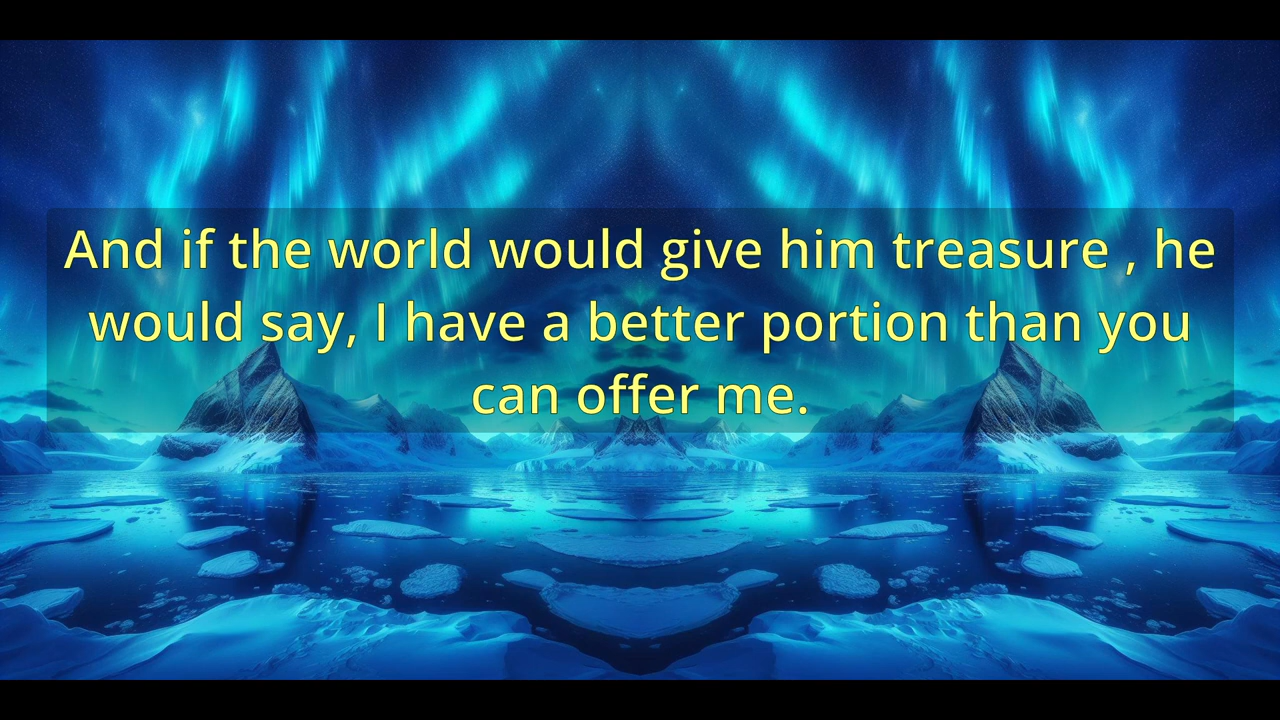 And if the world would give him treasure , he
would say, I have a better portion than you
can offer me.